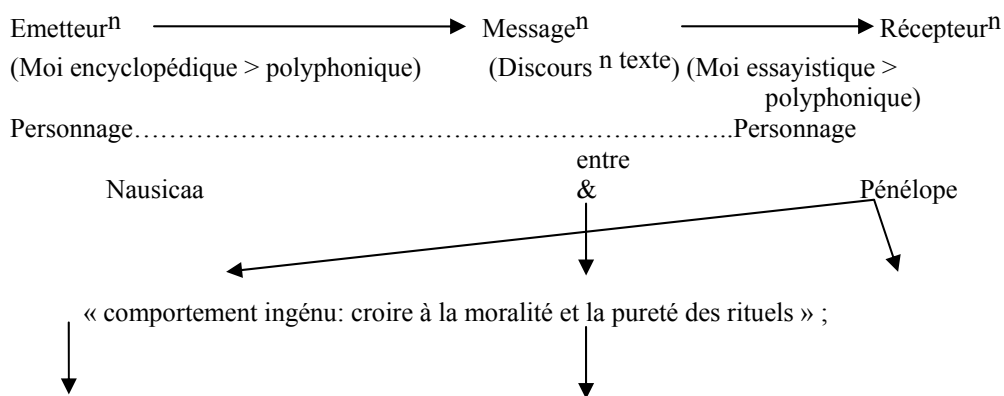 Emetteurⁿ Messageⁿ Récepteurⁿ
(Moi encyclopédique > polyphonique) (Discours ⁿ ᵗᵉˣᵗᵉ) (Moi essayistique >
polyphonique)
Personnage…………………………………………………………………..Personnage
entre
Nausicaa & Pénélope
« comportement ingénu: croire à la moralité et la pureté des rituels » ;